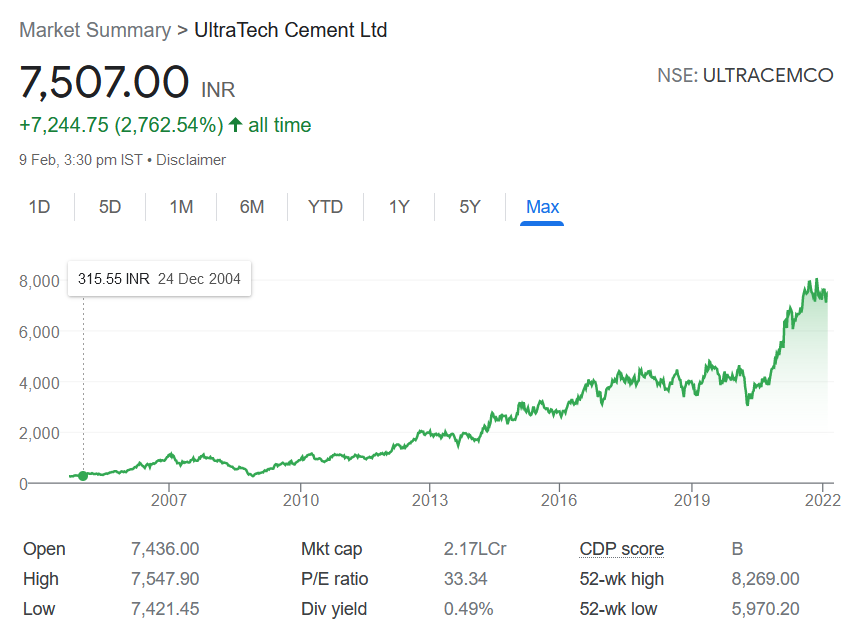 Market Summary > UltraTech Cement Ltd
7,507.00 INR
NSE: ULTRACEMCO
+7,244.75 (2,762.54%) ↑ all time
9 Feb, 3:30 pm IST • Disclaimer
1D 5D 1M 6M YTD 1Y 5Y Max
315.55 INR 24 Dec 2004
8,000
6,000
4,000
2,000
0
2007 2010 2013 2016 2019 2022
Open 7,436.00 Mkt cap 2.17LCr CDP score B
High 7,547.90 P/E ratio 33.34 52-wk high 8,269.00
Low 7,421.45 Div yield 0.49% 52-wk low 5,970.20